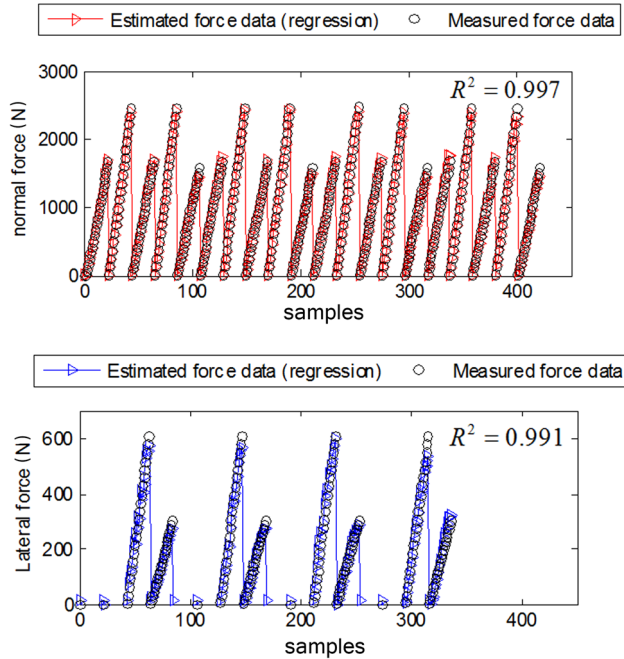 Estimated force data (regression) Measured force data
3000
2000
1000
0
normal force (N)
R² = 0.997
0 100 200 300 400
samples
Estimated force data (regression) Measured force data
600
400
200
0
Lateral force (N)
R² = 0.991
0 100 200 300 400
samples